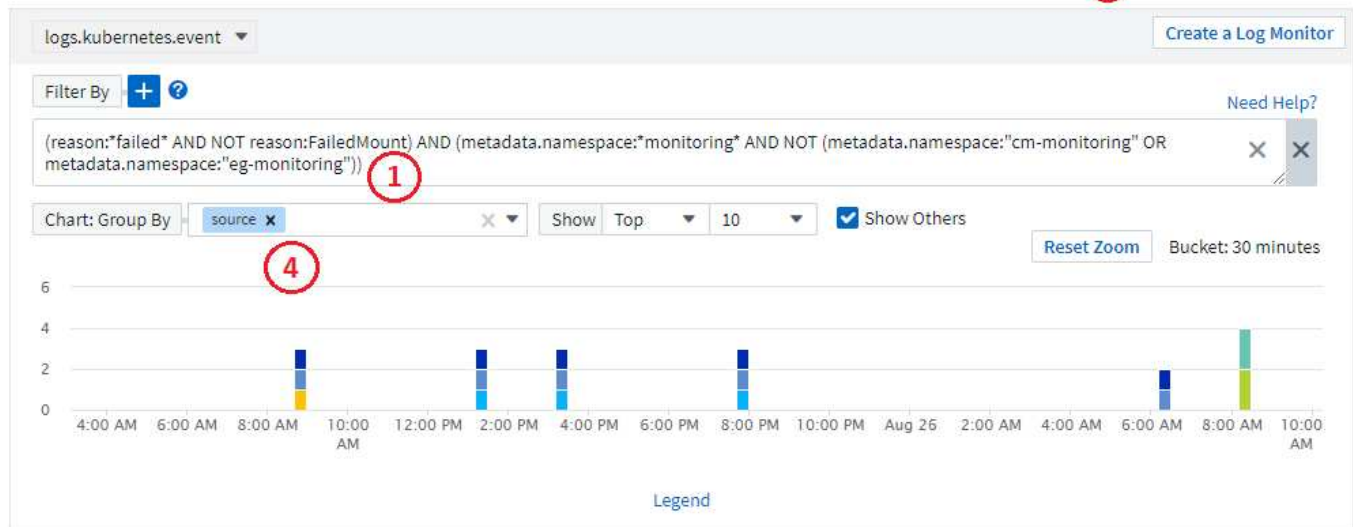 logs.kubernetes.event
Create a Log Monitor
Filter By + ?
Need Help?
(reason:*failed* AND NOT reason:FailedMount) AND (metadata.namespace:*monitoring* AND NOT (metadata.namespace:"cm-monitoring" OR
metadata.namespace:"eg-monitoring"))
1
Chart: Group By source x Show Top 10 Show Others
4
Reset Zoom Bucket: 30 minutes
6
4
2
0
4:00 AM 6:00 AM 8:00 AM 10:00 AM 12:00 PM 2:00 PM 4:00 PM 6:00 PM 8:00 PM 10:00 PM Aug 26 2:00 AM 4:00 AM 6:00 AM 8:00 AM 10:00 AM
Legend